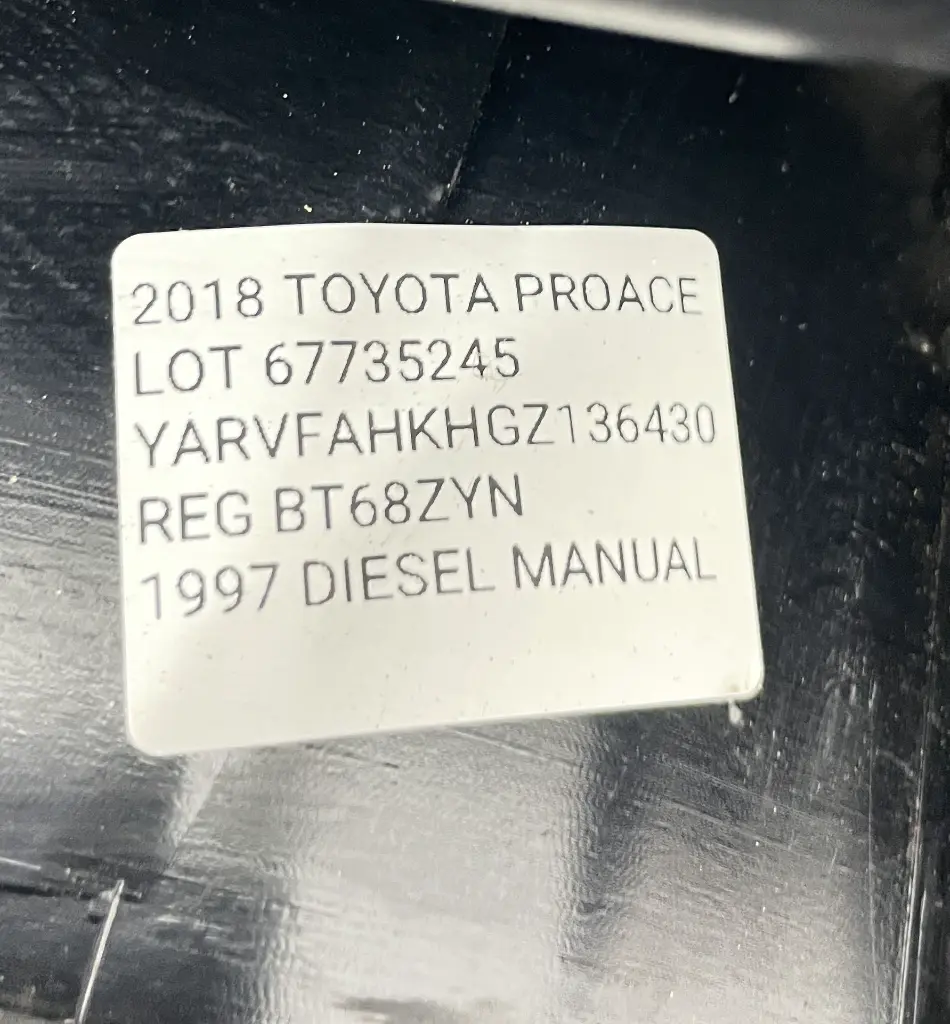 2018 TOYOTA PROACE
LOT 67735245
YARVFAHKHGZ136430
REG BT68ZYN
1997 DIESEL MANUAL